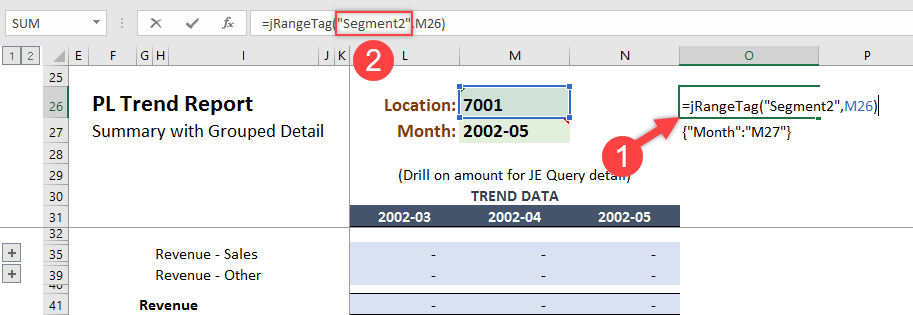 SUM =jRangeTag("Segment2",M26)
2
1 2 E F G H I J K L M N O P
25
26 PL Trend Report Location: 7001 =jRangeTag("Segment2",M26)
27 Summary with Grouped Detail Month: 2002-05 {"Month":"M27"}
1
28
29 (Drill on amount for JE Query detail)
30 TREND DATA
31 2002-03 2002-04 2002-05
32
35 Revenue - Sales - - -
39 Revenue - Other - - -
40
41 Revenue - - -